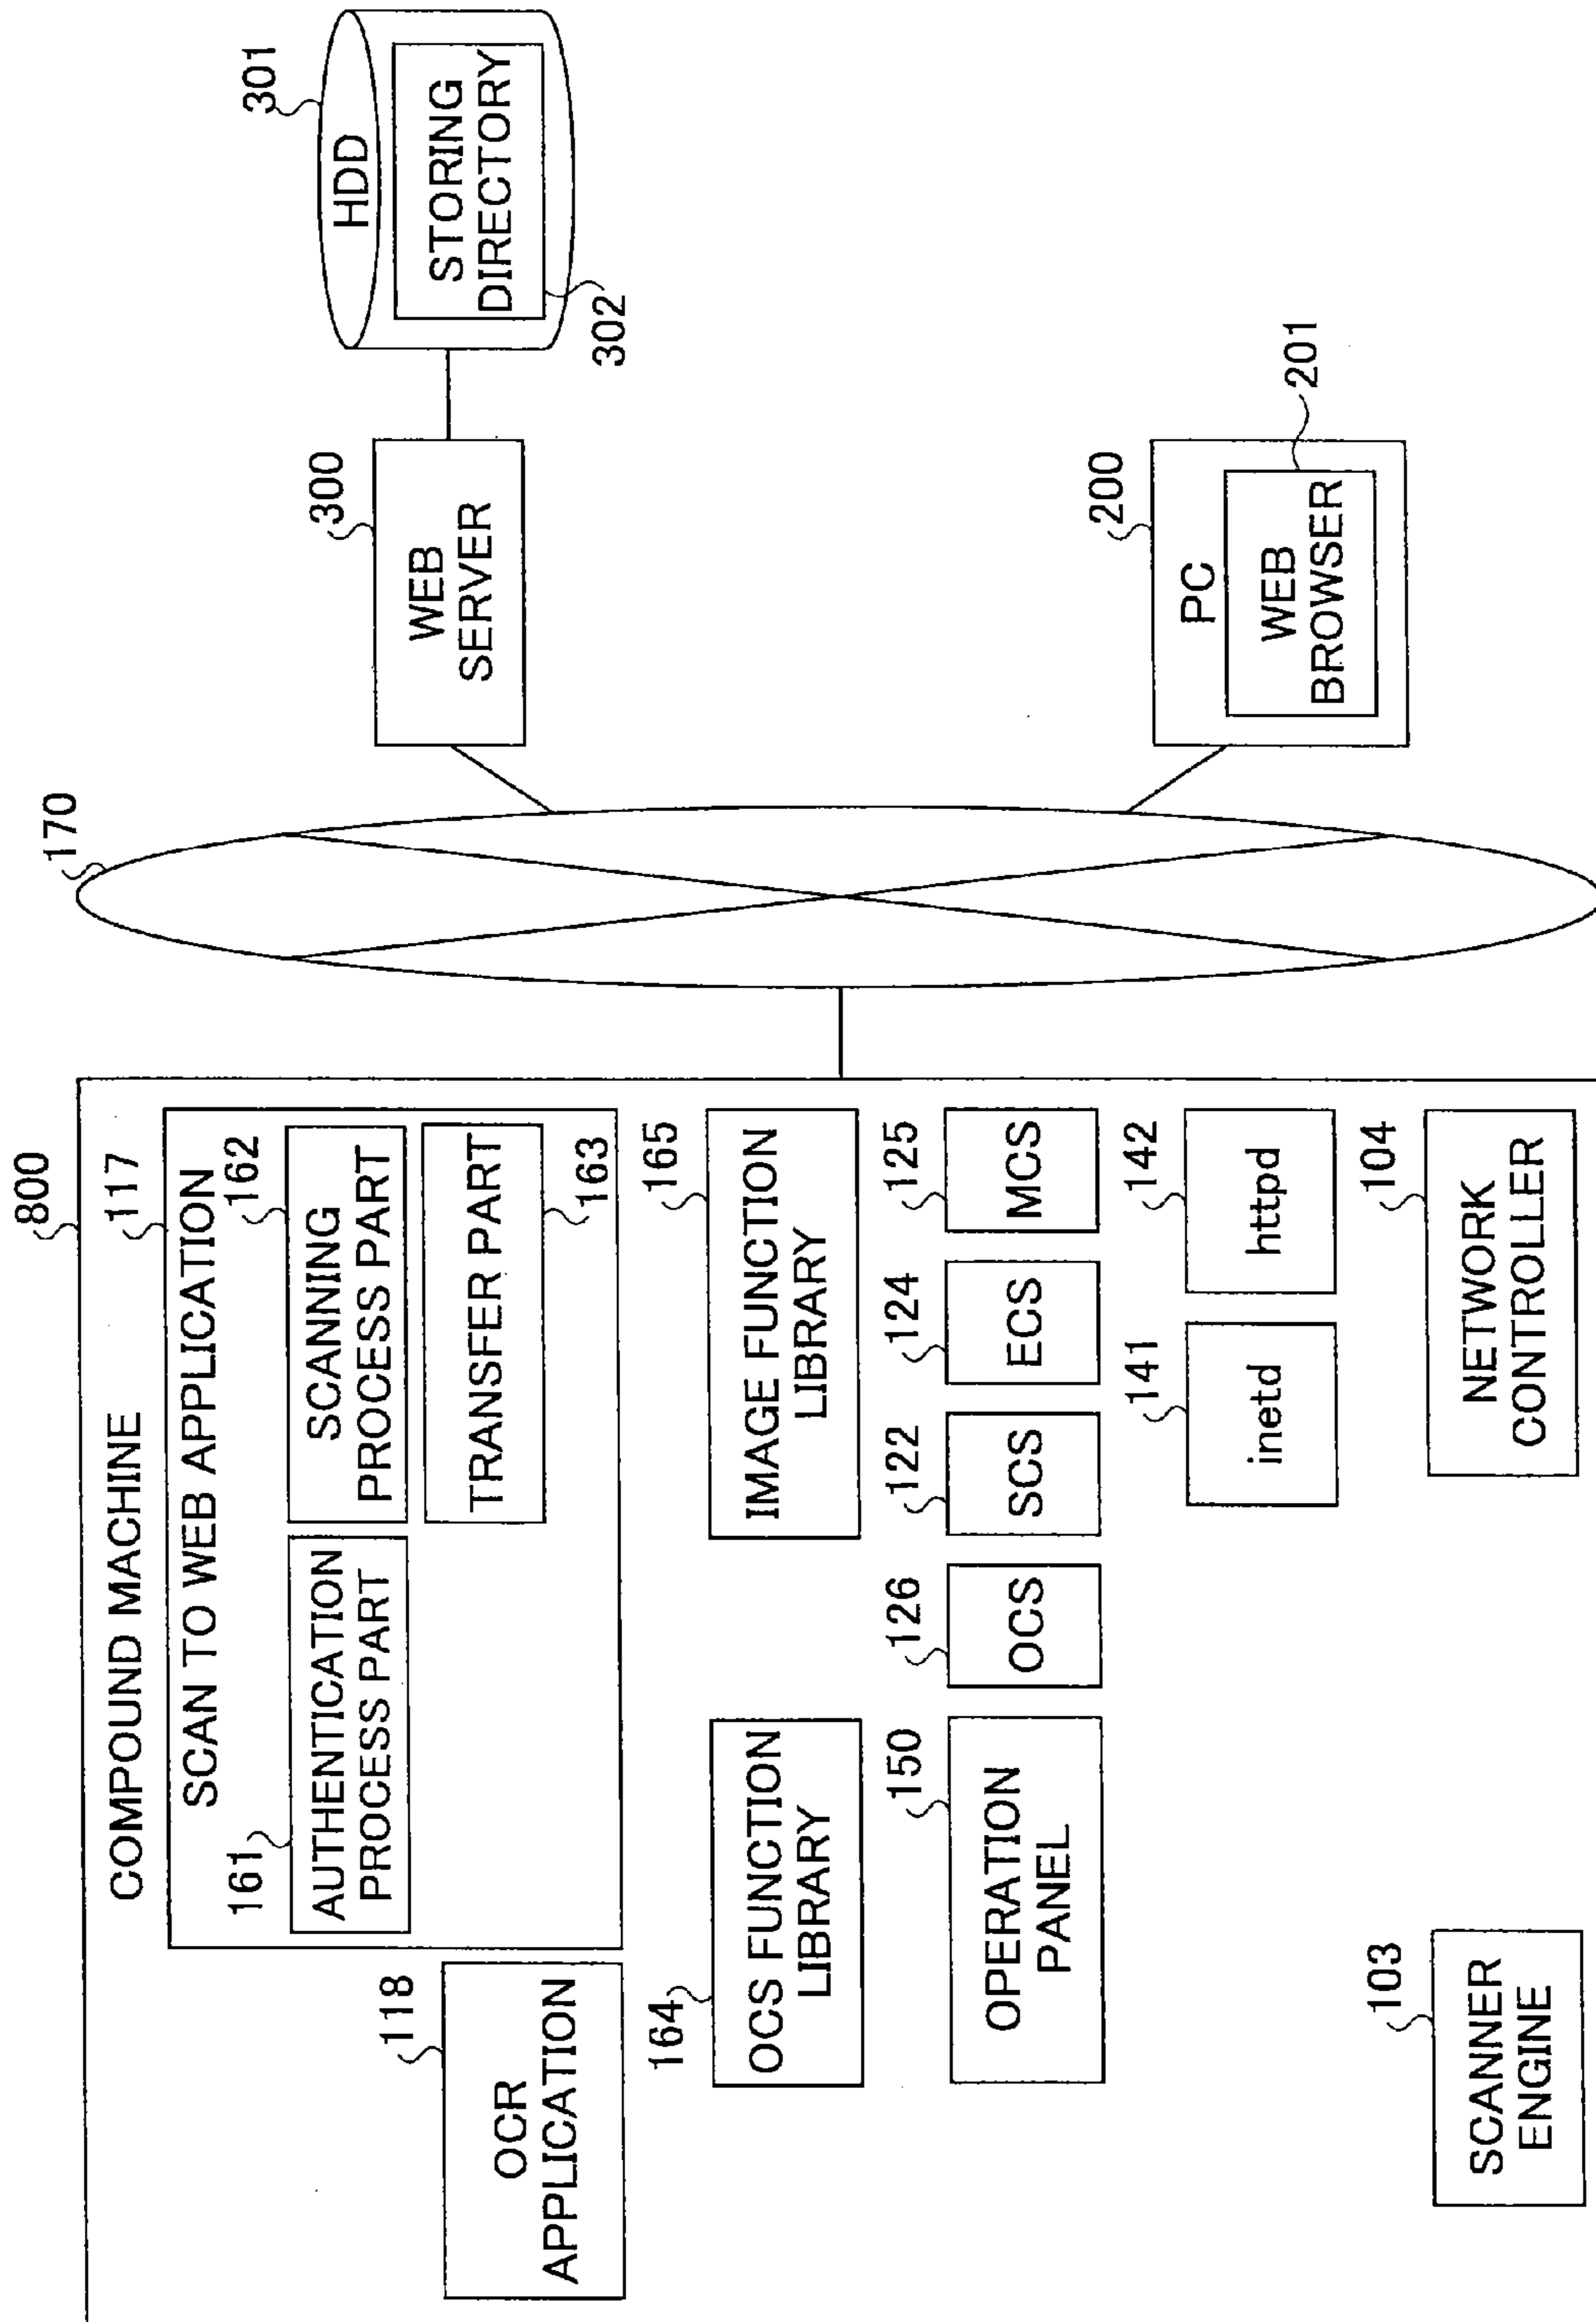 800
COMPOUND MACHINE
117
SCAN TO WEB APPLICATION
161
AUTHENTICATION
PROCESS PART
162
SCANNING
PROCESS PART
TRANSFER PART
163
118
OCR
APPLICATION
164
OCS FUNCTION
LIBRARY
165
IMAGE FUNCTION
LIBRARY
150
OPERATION
PANEL
126
OCS
122
SCS
124
ECS
125
MCS
141
inetd
142
httpd
103
SCANNER
ENGINE
104
NETWORK
CONTROLLER
170
300
WEB
SERVER
301
HDD
STORING
DIRECTORY
302
200
PC
WEB
BROWSER
201